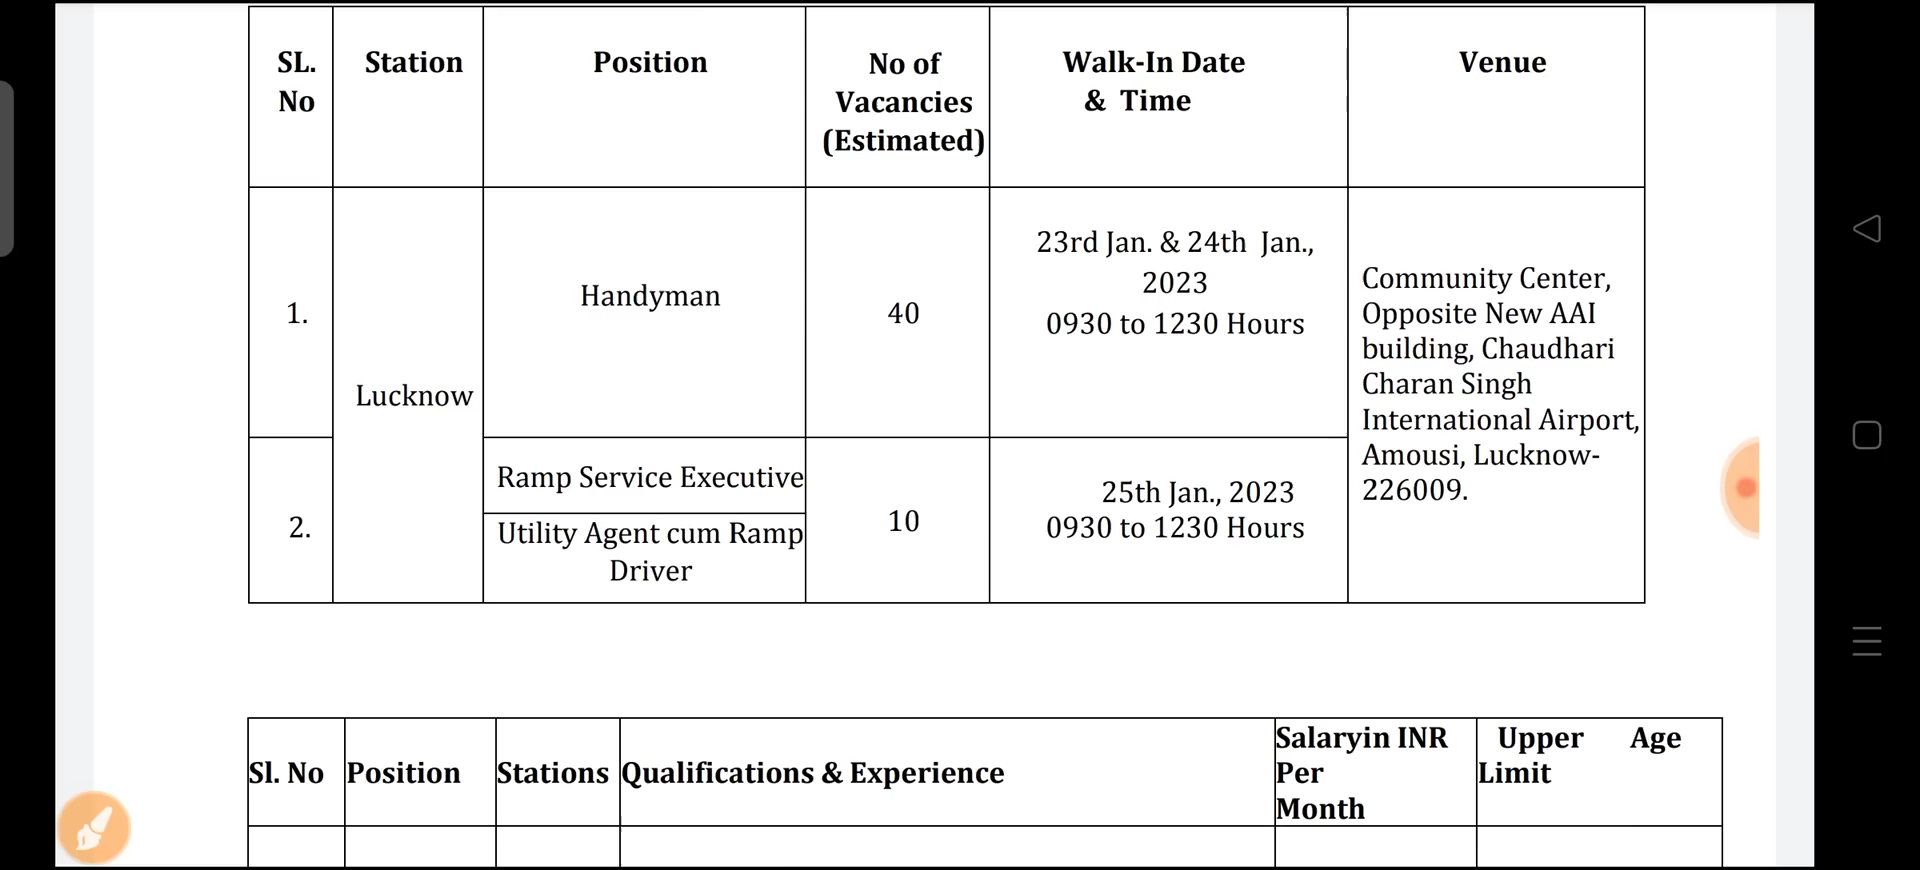 SL.
No
Station
Position
No of
Vacancies
(Estimated)
Walk-In Date
& Time
Venue
1.
Lucknow
Handyman
40
23rd Jan. & 24th Jan.,
2023
0930 to 1230 Hours
Community Center,
Opposite New AAI
building, Chaudhari
Charan Singh
International Airport,
Amousi, Lucknow-
226009.
2.
Ramp Service Executive
Utility Agent cum Ramp
Driver
10
25th Jan., 2023
0930 to 1230 Hours
Sl. No
Position
Stations
Qualifications & Experience
Salaryin INR
Per
Month
Upper Age
Limit